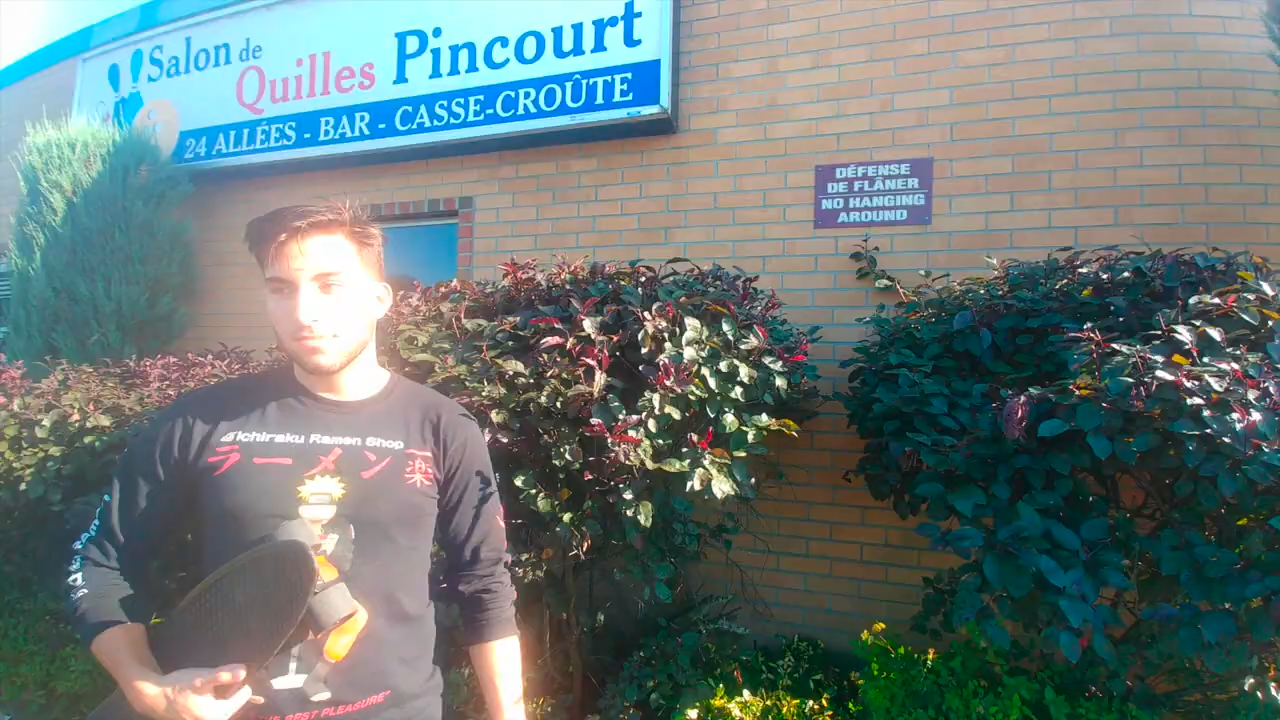 Salon de
Quilles Pincourt
24 ALLÉES - BAR - CASSE-CROÛTE
DÉFENSE
DE FLÂNER
NO HANGING
AROUND
Ichiraku Ramen Shop
ラーメン一楽
BEST PLEASURE"